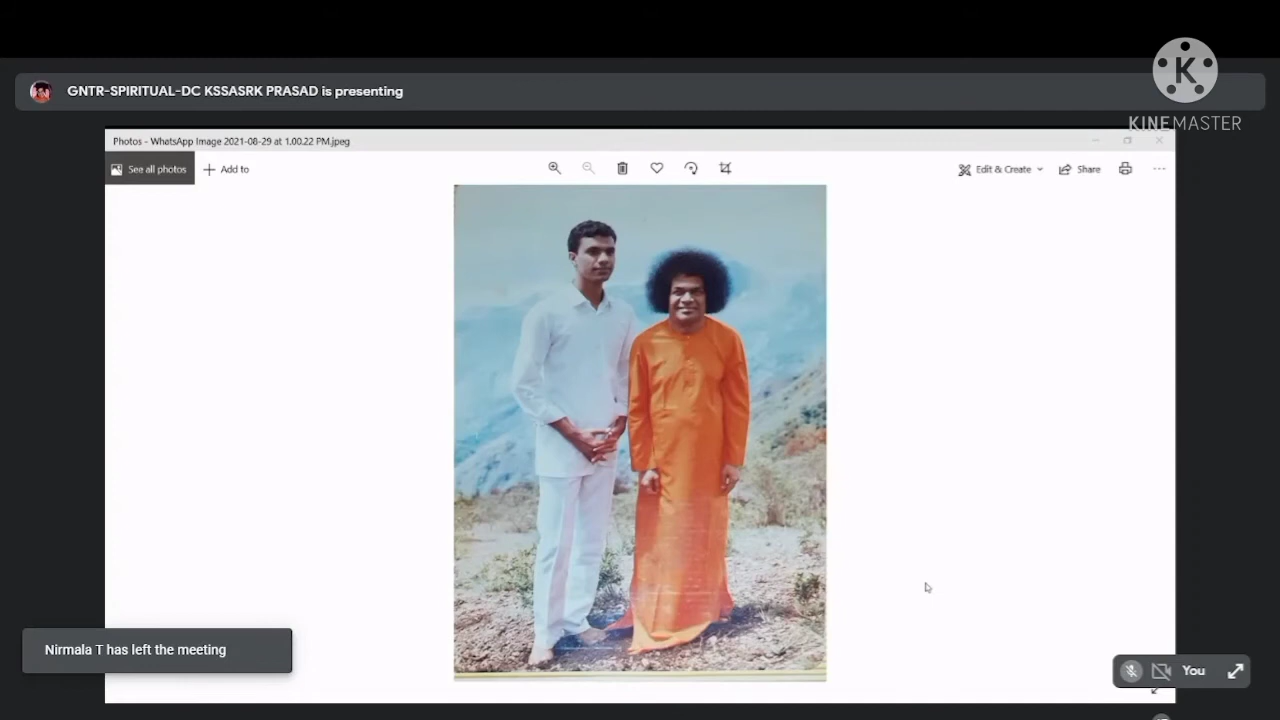 GNTR-SPIRITUAL-DC KSSASRK PRASAD is presenting
K
KINEMASTER
Photos - WhatsApp Image 2021-08-29 at 1.00.22 PM.jpeg
See all photos
Add to
Edit & Create
Share
Nirmala T has left the meeting
You